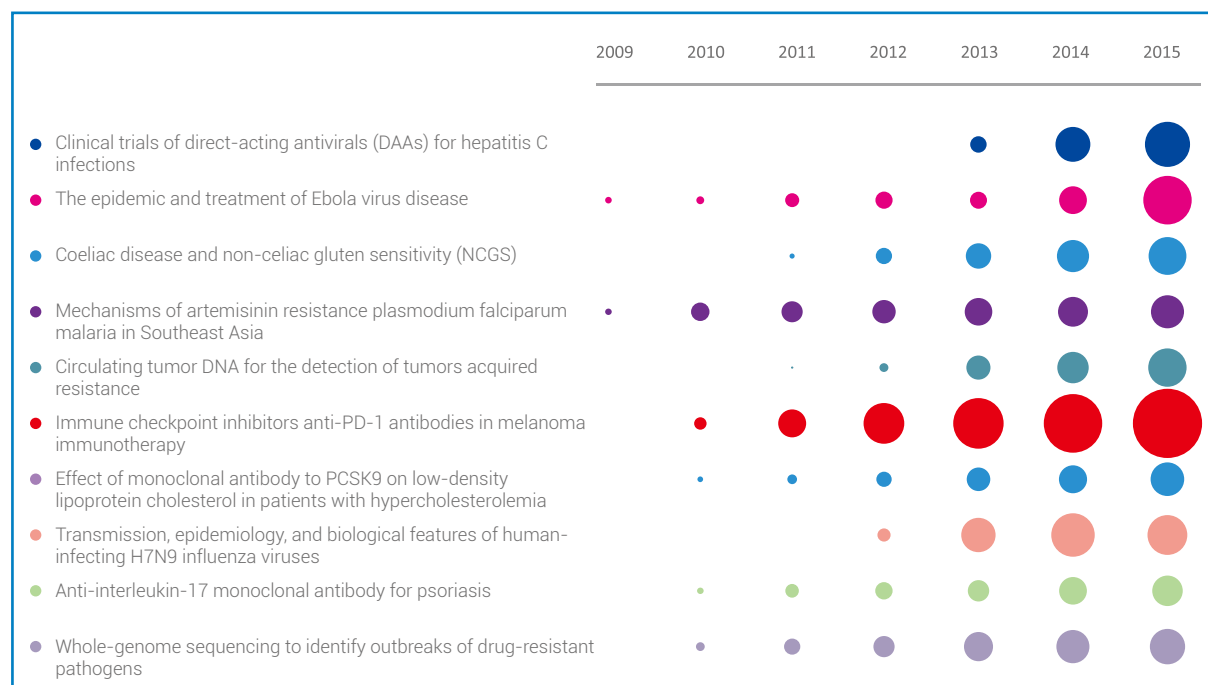 2009 2010 2011 2012 2013 2014 2015
Clinical trials of direct-acting antivirals (DAAs) for hepatitis C
infections
The epidemic and treatment of Ebola virus disease
Coeliac disease and non-celiac gluten sensitivity (NCGS)
Mechanisms of artemisinin resistance plasmodium falciparum
malaria in Southeast Asia
Circulating tumor DNA for the detection of tumors acquired
resistance
Immune checkpoint inhibitors anti-PD-1 antibodies in melanoma
immunotherapy
Effect of monoclonal antibody to PCSK9 on low-density
lipoprotein cholesterol in patients with hypercholesterolemia
Transmission, epidemiology, and biological features of human-
infecting H7N9 influenza viruses
Anti-interleukin-17 monoclonal antibody for psoriasis
Whole-genome sequencing to identify outbreaks of drug-resistant
pathogens